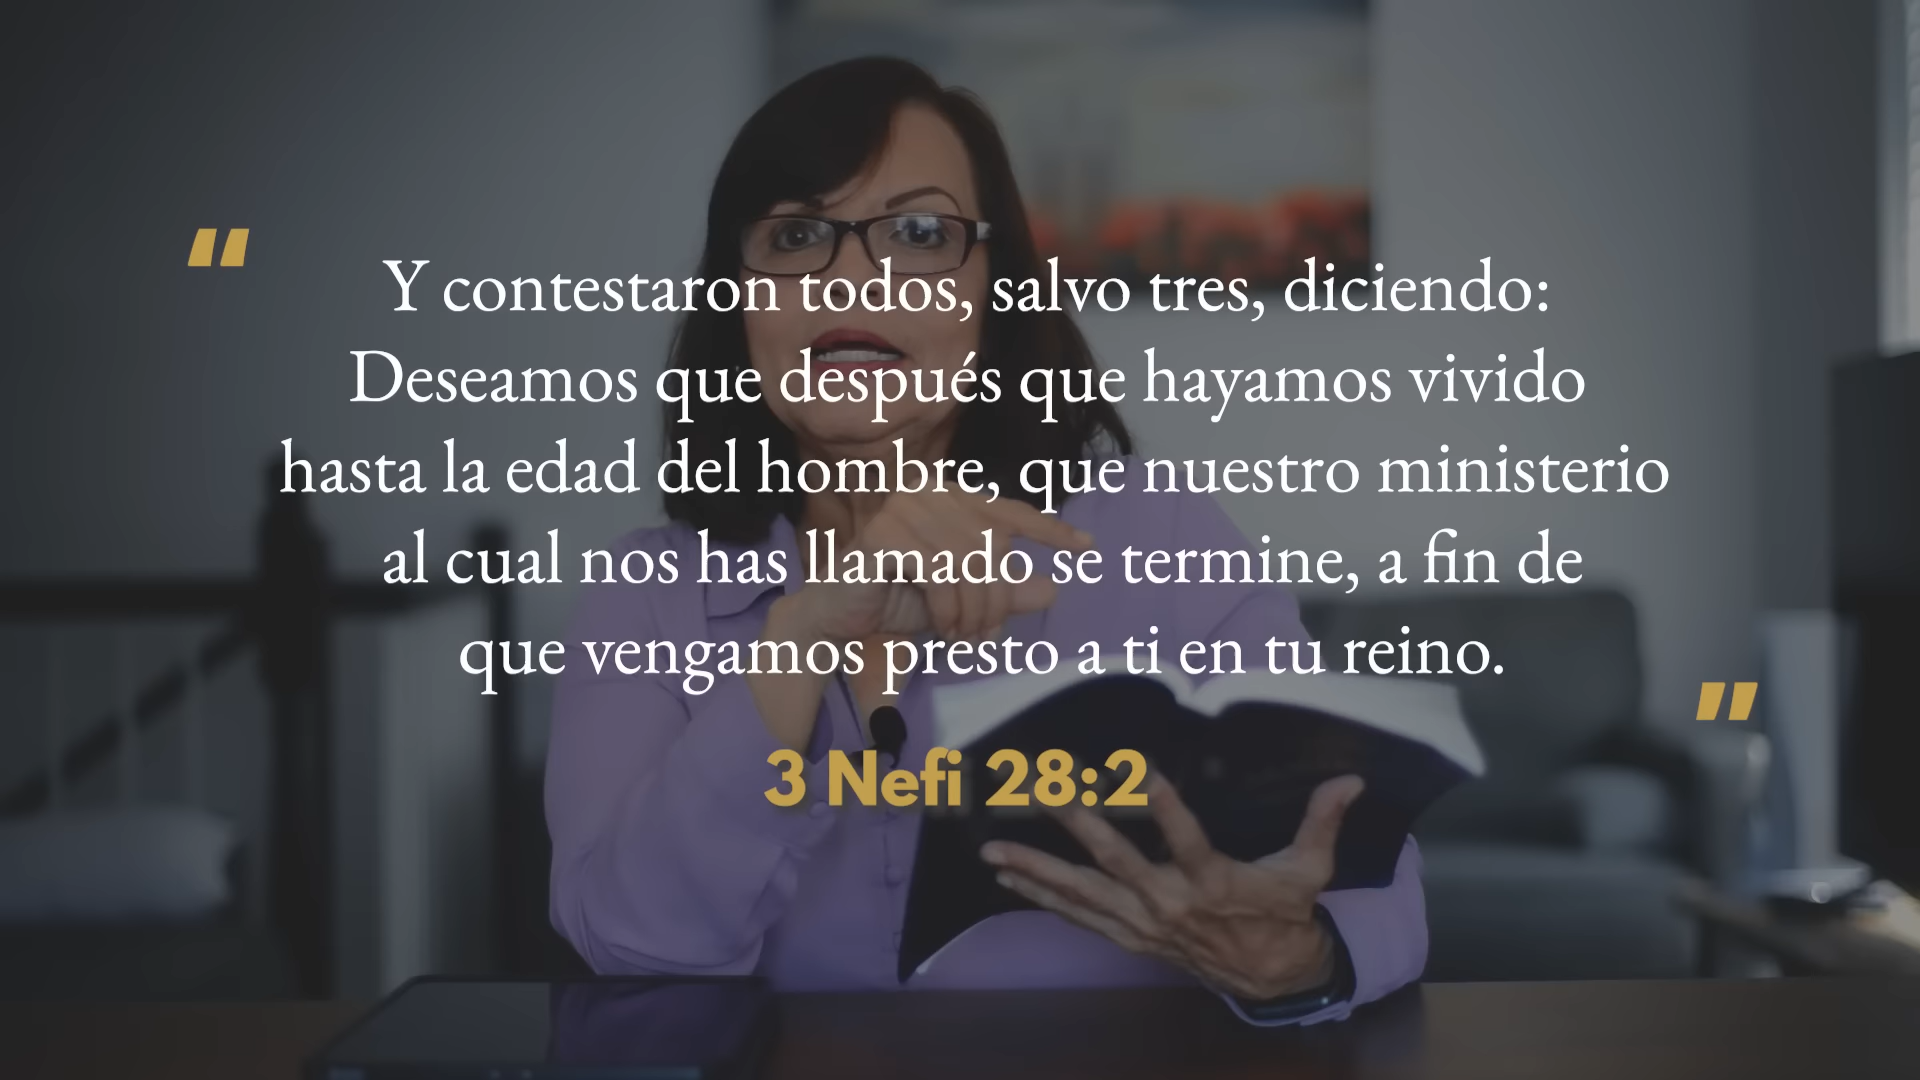 “
Y contestaron todos, salvo tres, diciendo:
Deseamos que después que hayamos vivido
hasta la edad del hombre, que nuestro ministerio
al cual nos has llamado se termine, a fin de
que vengamos presto a ti en tu reino.
”
3 Nefi 28:2